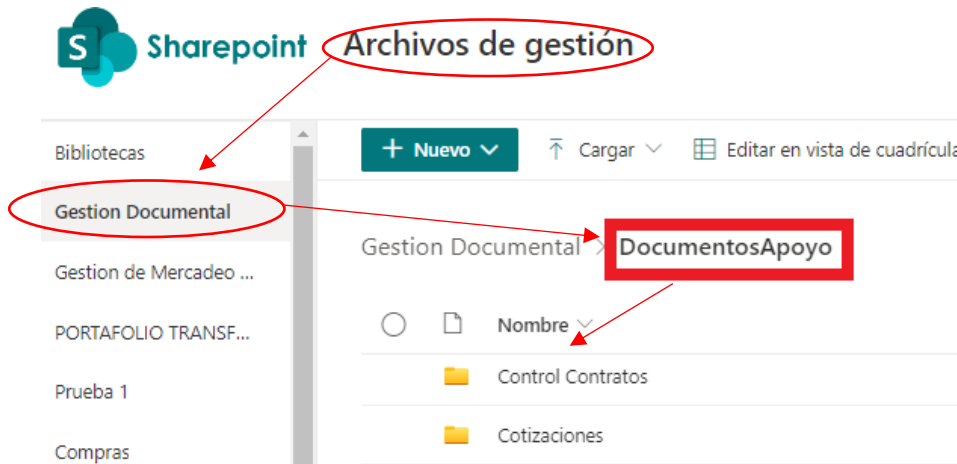 S Sharepoint Archivos de gestión
Bibliotecas
Gestion Documental
Gestion de Mercadeo ...
PORTAFOLIO TRANSF...
Prueba 1
Compras
+ Nuevo Cargar Editar en vista de cuadrícula
Gestion Documental > DocumentosApoyo
Nombre
Control Contratos
Cotizaciones